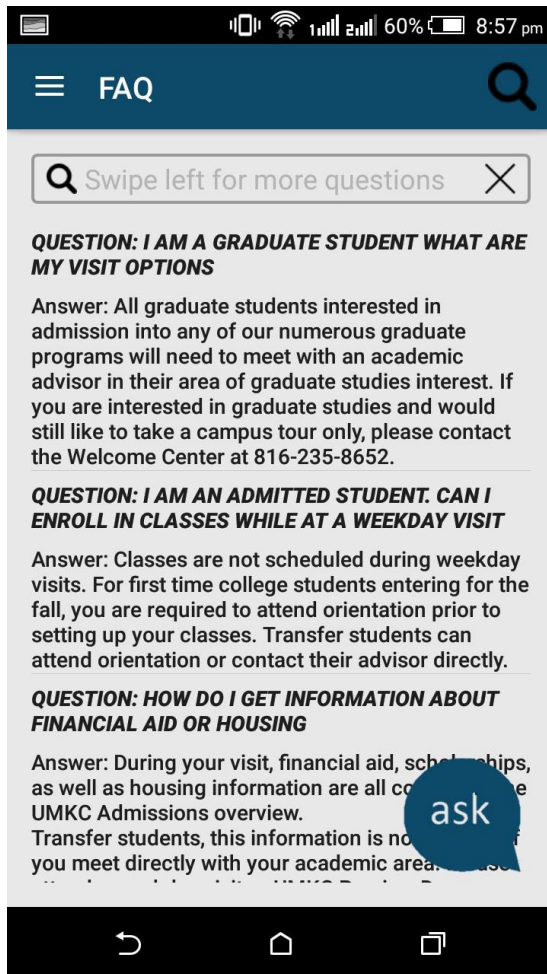 1 2 60% 8:57 pm
FAQ
Swipe left for more questions
QUESTION: I AM A GRADUATE STUDENT WHAT ARE
MY VISIT OPTIONS
Answer: All graduate students interested in
admission into any of our numerous graduate
programs will need to meet with an academic
advisor in their area of graduate studies interest. If
you are interested in graduate studies and would
still like to take a campus tour only, please contact
the Welcome Center at 816-235-8652.
QUESTION: I AM AN ADMITTED STUDENT. CAN I
ENROLL IN CLASSES WHILE AT A WEEKDAY VISIT
Answer: Classes are not scheduled during weekday
visits. For first time college students entering for the
fall, you are required to attend orientation prior to
setting up your classes. Transfer students can
attend orientation or contact their advisor directly.
QUESTION: HOW DO I GET INFORMATION ABOUT
FINANCIAL AID OR HOUSING
Answer: During your visit, financial aid, scholarships,
as well as housing information are all
UMKC Admissions overview.
ask
Transfer students, this information is
you meet directly with your academic area.